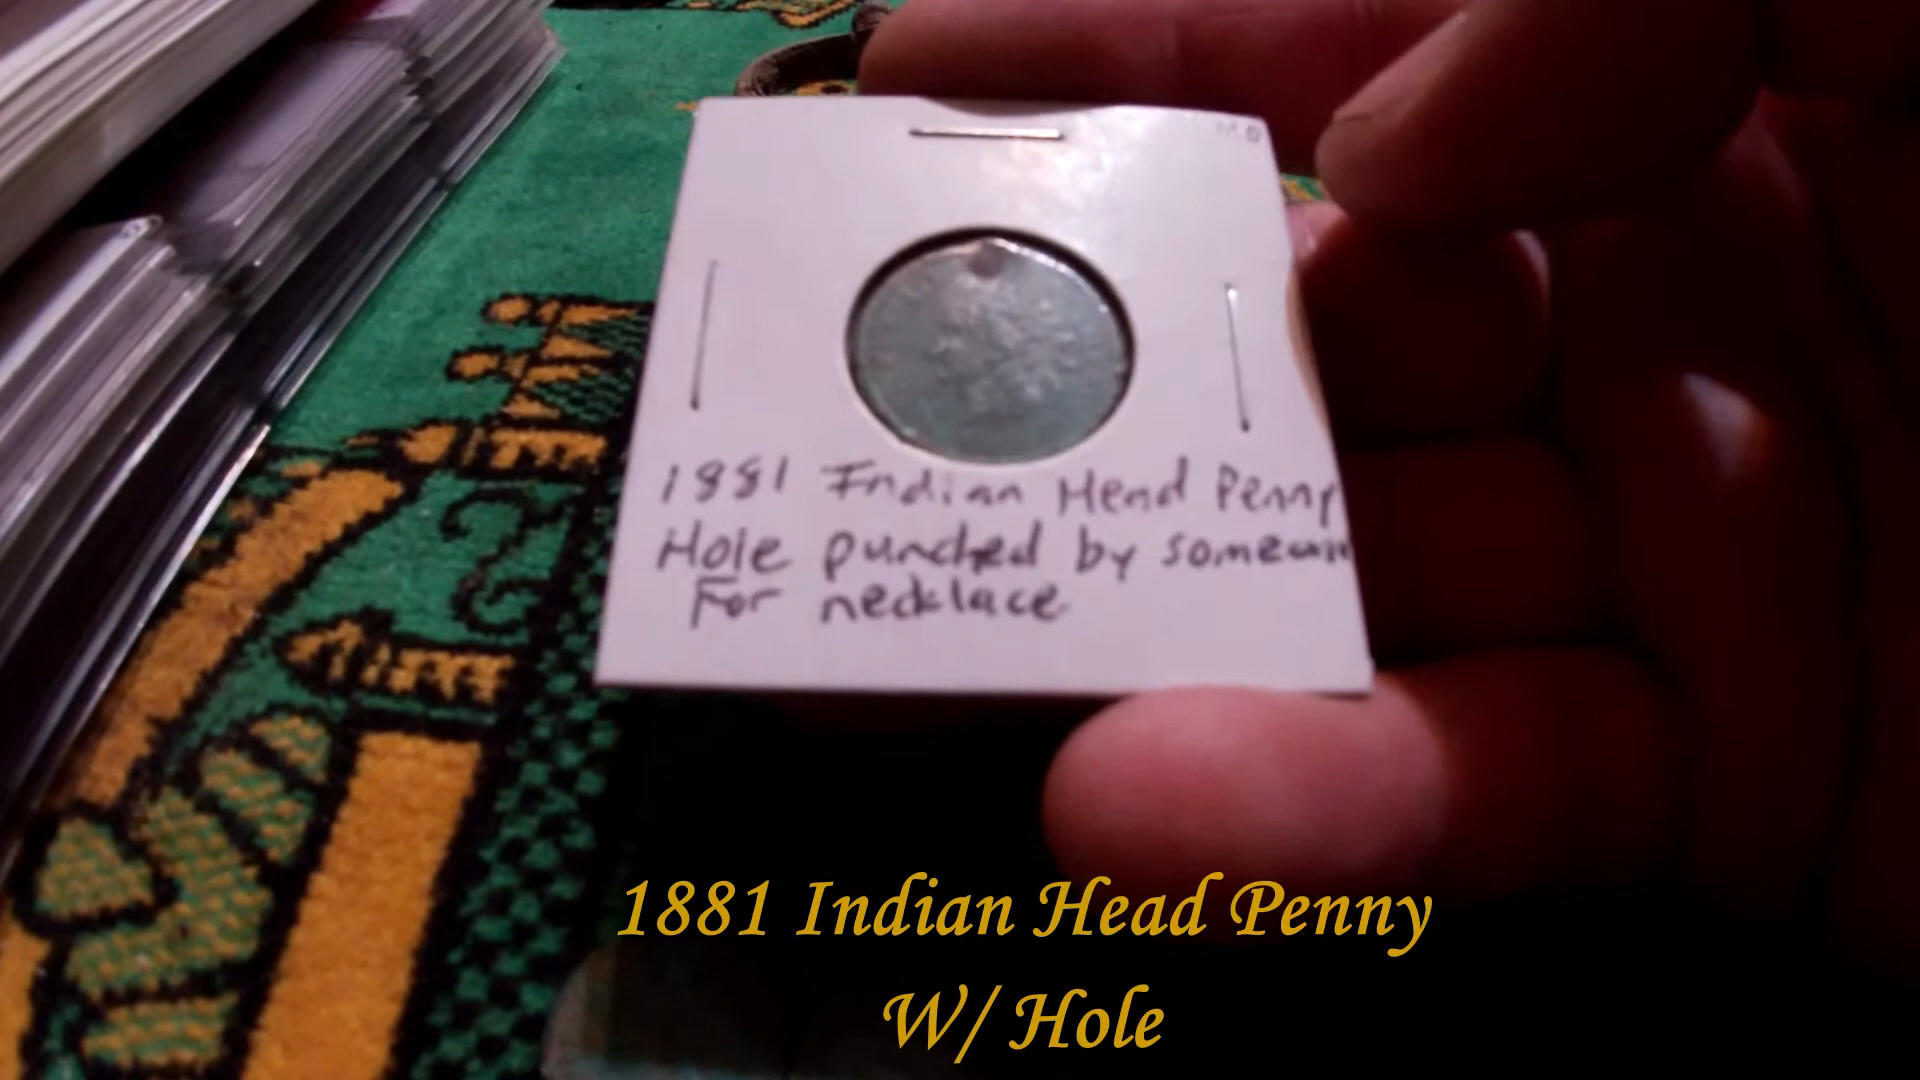 1881 Indian Head Penny
Hole punched by someone
For necklace
1881 Indian Head Penny
W/ Hole